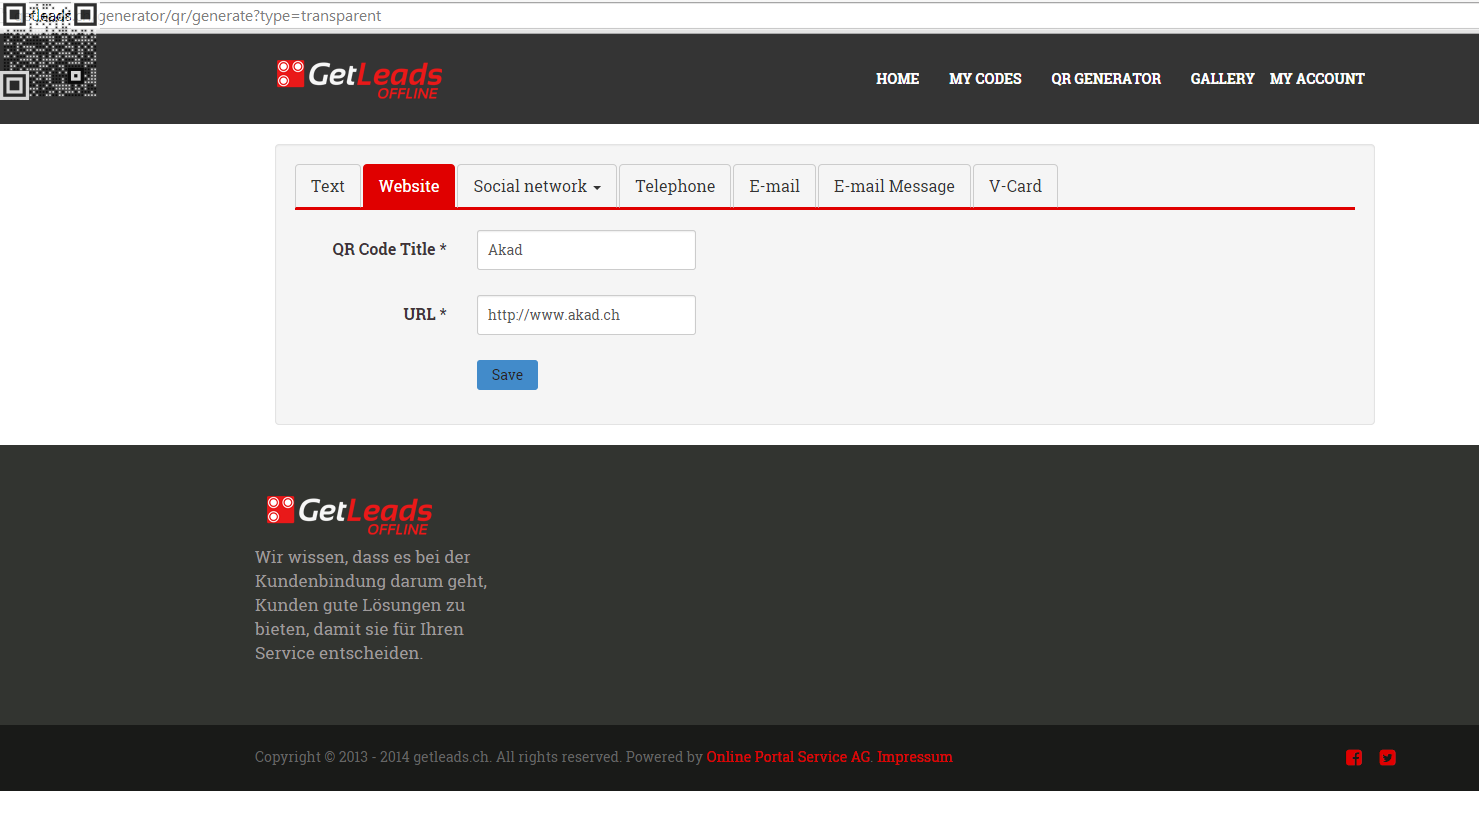 generator/qr/generate?type=transparent
GetLeads
OFFLINE
HOME MY CODES QR GENERATOR GALLERY MY ACCOUNT
Text Website Social network Telephone E-mail E-mail Message V-Card
QR Code Title * Akad
URL * http://www.akad.ch
Save
GetLeads
OFFLINE
Wir wissen, dass es bei der
Kundenbindung darum geht,
Kunden gute Lösungen zu
bieten, damit sie für Ihren
Service entscheiden.
Copyright © 2013 - 2014 getleads.ch. All rights reserved. Powered by Online Portal Service AG. Impressum